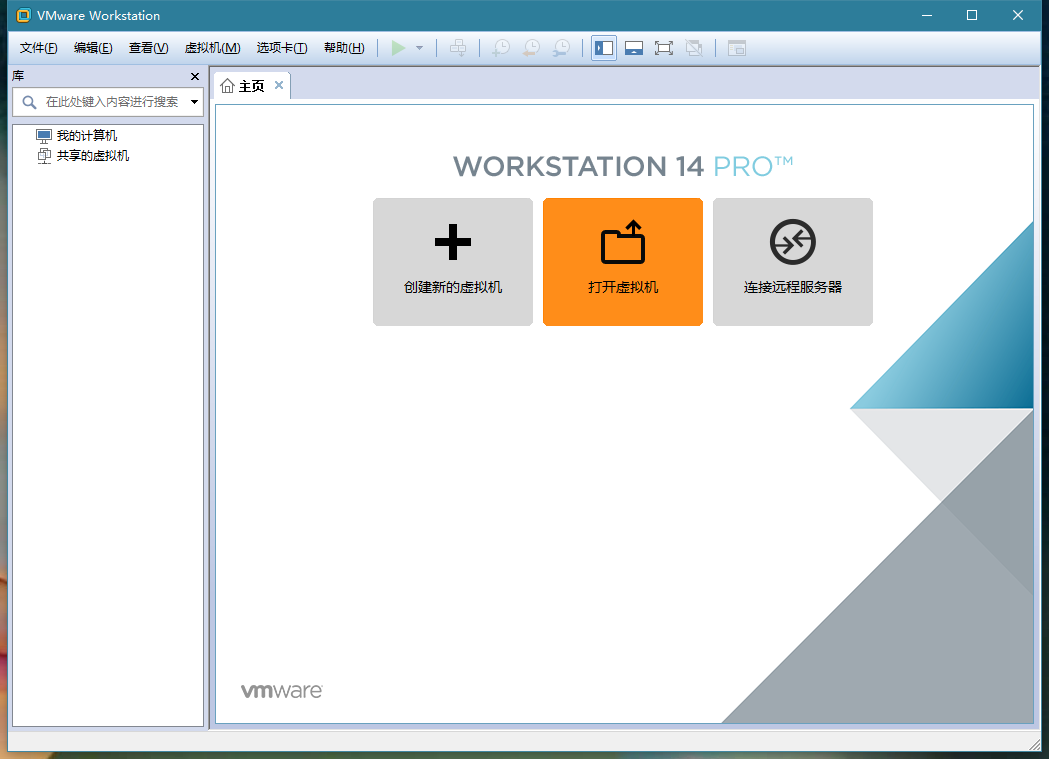 VMware Workstation
文件(F) 编辑(E) 查看(V) 虚拟机(M) 选项卡(T) 帮助(H)
库
主页
在此处键入内容进行搜索
我的计算机
共享的虚拟机
WORKSTATION 14 PRO™
创建新的虚拟机
打开虚拟机
连接远程服务器
vmware